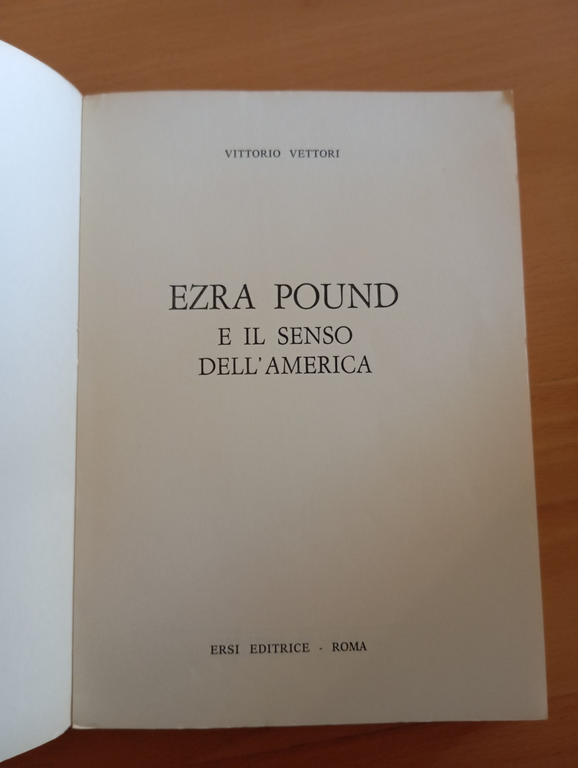 VITTORIO VETTORI
EZRA POUND
E IL SENSO
DELL'AMERICA
ERSI EDITRICE - ROMA